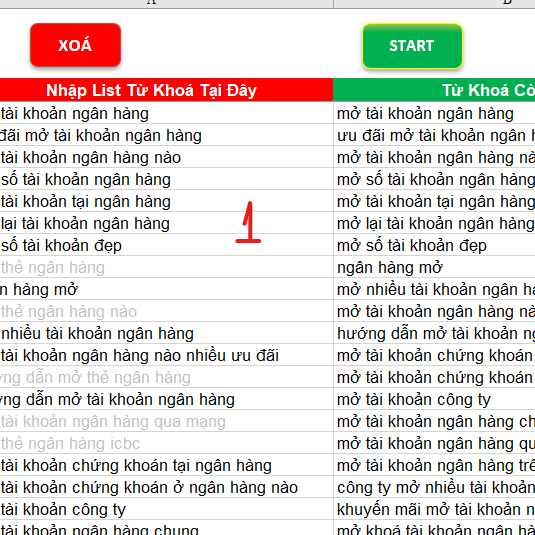 A B
XOÁ START
Nhập List Từ Khoá Tại Đây Từ Khoá
tài khoản ngân hàng mở tài khoản ngân hàng
đãi mở tài khoản ngân hàng ưu đãi mở tài khoản ngân
tài khoản ngân hàng nào mở tài khoản ngân hàng
số tài khoản ngân hàng mở số tài khoản ngân hàng
tài khoản tại ngân hàng mở tài khoản tại ngân hàng
lại tài khoản ngân hàng mở lại tài khoản ngân hàng
số tài khoản đẹp mở số tài khoản đẹp
thẻ ngân hàng ngân hàng mở
hàng mở mở nhiều tài khoản ngân
thẻ ngân hàng nào mở tài khoản ngân hàng
nhiều tài khoản ngân hàng hướng dẫn mở tài khoản
tài khoản ngân hàng nào nhiều ưu đãi mở tài khoản chứng khoán
dẫn mở thẻ ngân hàng mở tài khoản chứng khoán
dẫn mở tài khoản ngân hàng mở tài khoản công ty
tài khoản ngân hàng qua mạng mở tài khoản ngân hàng
thẻ ngân hàng icbc mở tài khoản ngân hàng
tài khoản chứng khoán tại ngân hàng mở tài khoản ngân hàng
tài khoản chứng khoán ở ngân hàng nào công ty mở nhiều tài khoản
tài khoản công ty khuyến mãi mở tài khoản
tài khoản ngân hàng chung mở khoá tài khoản ngân
1